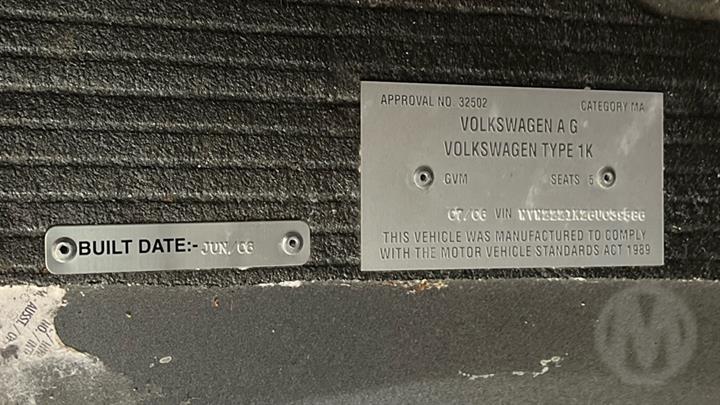 APPROVAL NO. 32502 CATEGORY MA
VOLKSWAGEN A G
VOLKSWAGEN TYPE 1K
GVM SEATS 5
07/06 VIN
THIS VEHICLE WAS MANUFACTURED TO COMPLY
WITH THE MOTOR VEHICLE STANDARDS ACT 1989
BUILT DATE:- JUN./06
M